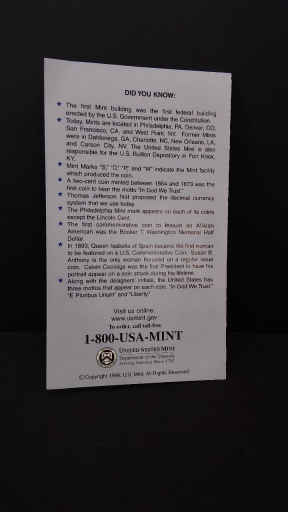 DID YOU KNOW:
★ The first Mint building was the first federal building
erected by the U.S. Government under the Constitution.
★ Today, Mints are located in Philadelphia, PA, Denver, CO,
San Francisco, CA, and West Point, NY. Former Mints
were in Dahlonega, GA, Charlotte, NC, New Orleans, LA,
and Carson City, NV. The United States Mint is also
responsible for the U.S. Bullion Depository in Fort Knox,
KY.
★ Mint Marks "S," "D," "P," and "W" indicate the Mint facility
which produced the coin.
★ A two-cent coin minted between 1864 and 1873 was the
first coin to bear the motto "In God We Trust."
★ Thomas Jefferson first proposed the decimal currency
system that we use today.
★ The Philadelphia Mint mark appears on each of its coins
except the Lincoln Cent.
★ The first commemorative coin to feature an African
American was the Booker T. Washington Memorial Half
Dollar.
★ In 1893, Queen Isabella of Spain became the first woman
to be featured on a U.S. Commemorative Coin. Susan B.
Anthony is the only woman featured on a regular issue
coin. Calvin Coolidge was the first President to have his
portrait appear on a coin struck during his lifetime.
★ Along with the designers' initials, the United States has
three mottos that appear on each coin, "In God We Trust,"
"E Pluribus Unum" and "Liberty."
Visit us online:
www.usmint.gov
To order, call toll-free
1-800-USA-MINT
UNITED STATES MINT
Department of the Treasury
© Copyright 1998, U.S. Mint. All Rights Reserved.